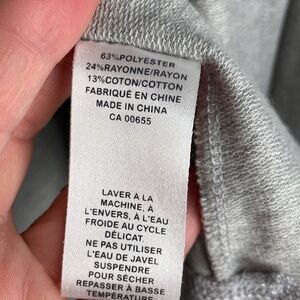 63%POLYESTER
24%RAYONNE/RAYON
13%COTON/COTTON
FABRIQUÉ EN CHINE
MADE IN CHINA
CA 00655
LAVER À LA
MACHINE, À
L'ENVERS, À L'EAU
FROIDE AU CYCLE
DÉLICAT.
NE PAS UTILISER
L'EAU DE JAVEL
SUSPENDRE
POUR SÉCHER
REPASSER À BASSE
TEMPÉRATURE